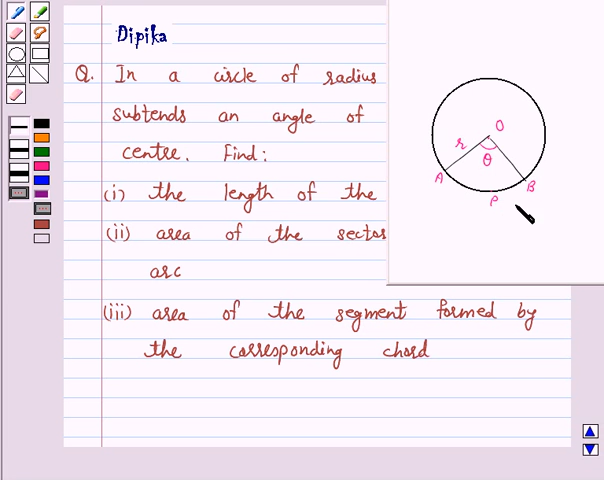 Dipika
Q. In a circle of radius
subtends an angle of
centre. Find:
(i) the length of the
(ii) area of the sector
arc
(iii) area of the segment formed by
the corresponding chord
O
r
θ
A
B
P